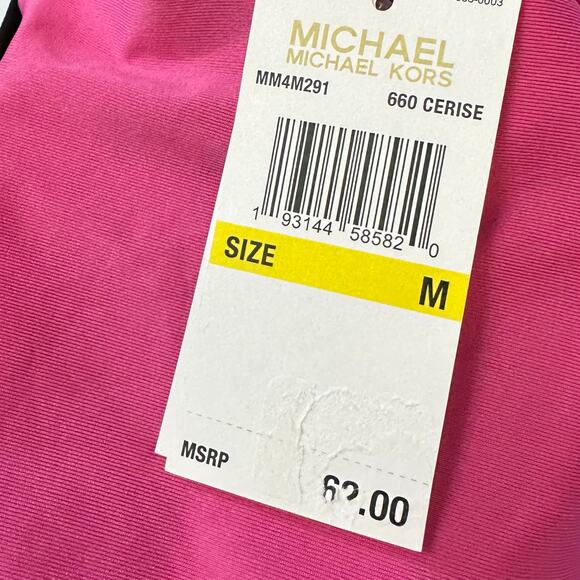 MICHAEL
MICHAEL KORS
MM4M291 660 CERISE
1 93144 58582 0
SIZE M
MSRP 62.00